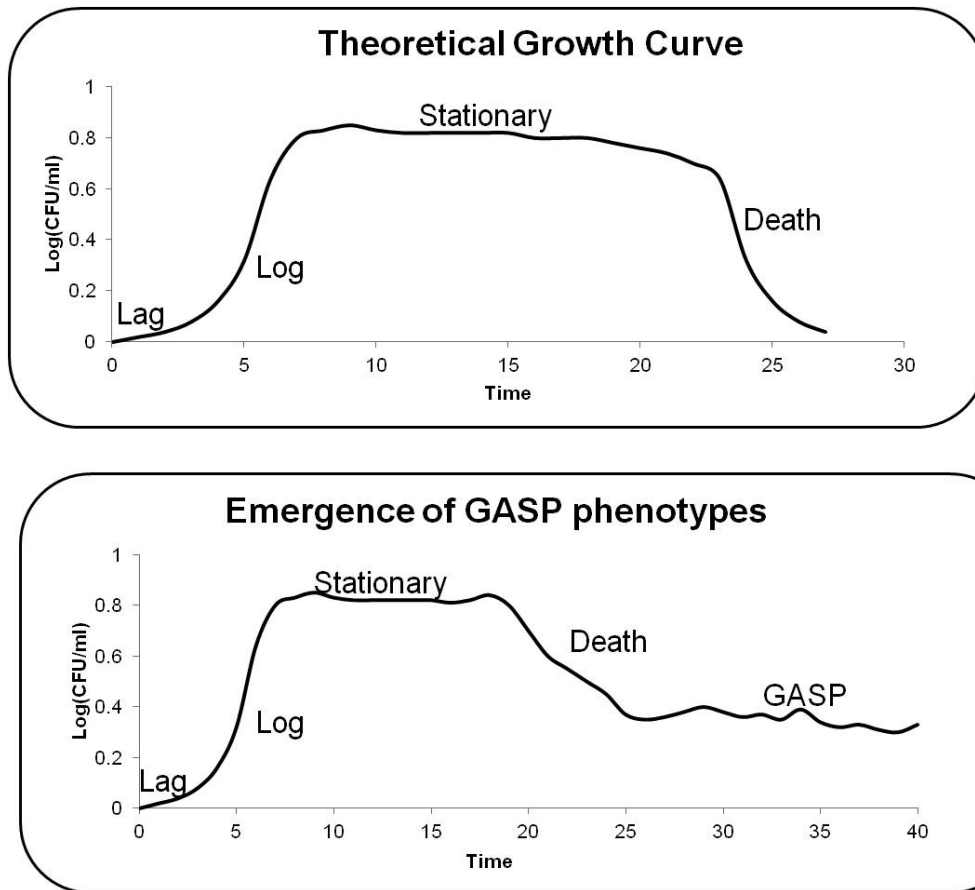 Theoretical Growth Curve
1
0.8
0.6
0.4
0.2
0
Log(CFU/ml)
Stationary
Death
Log
Lag
0 5 10 15 20 25 30
Time
Emergence of GASP phenotypes
1
0.8
0.6
0.4
0.2
0
Log(CFU/ml)
Stationary
Death
GASP
Log
Lag
0 5 10 15 20 25 30 35 40
Time